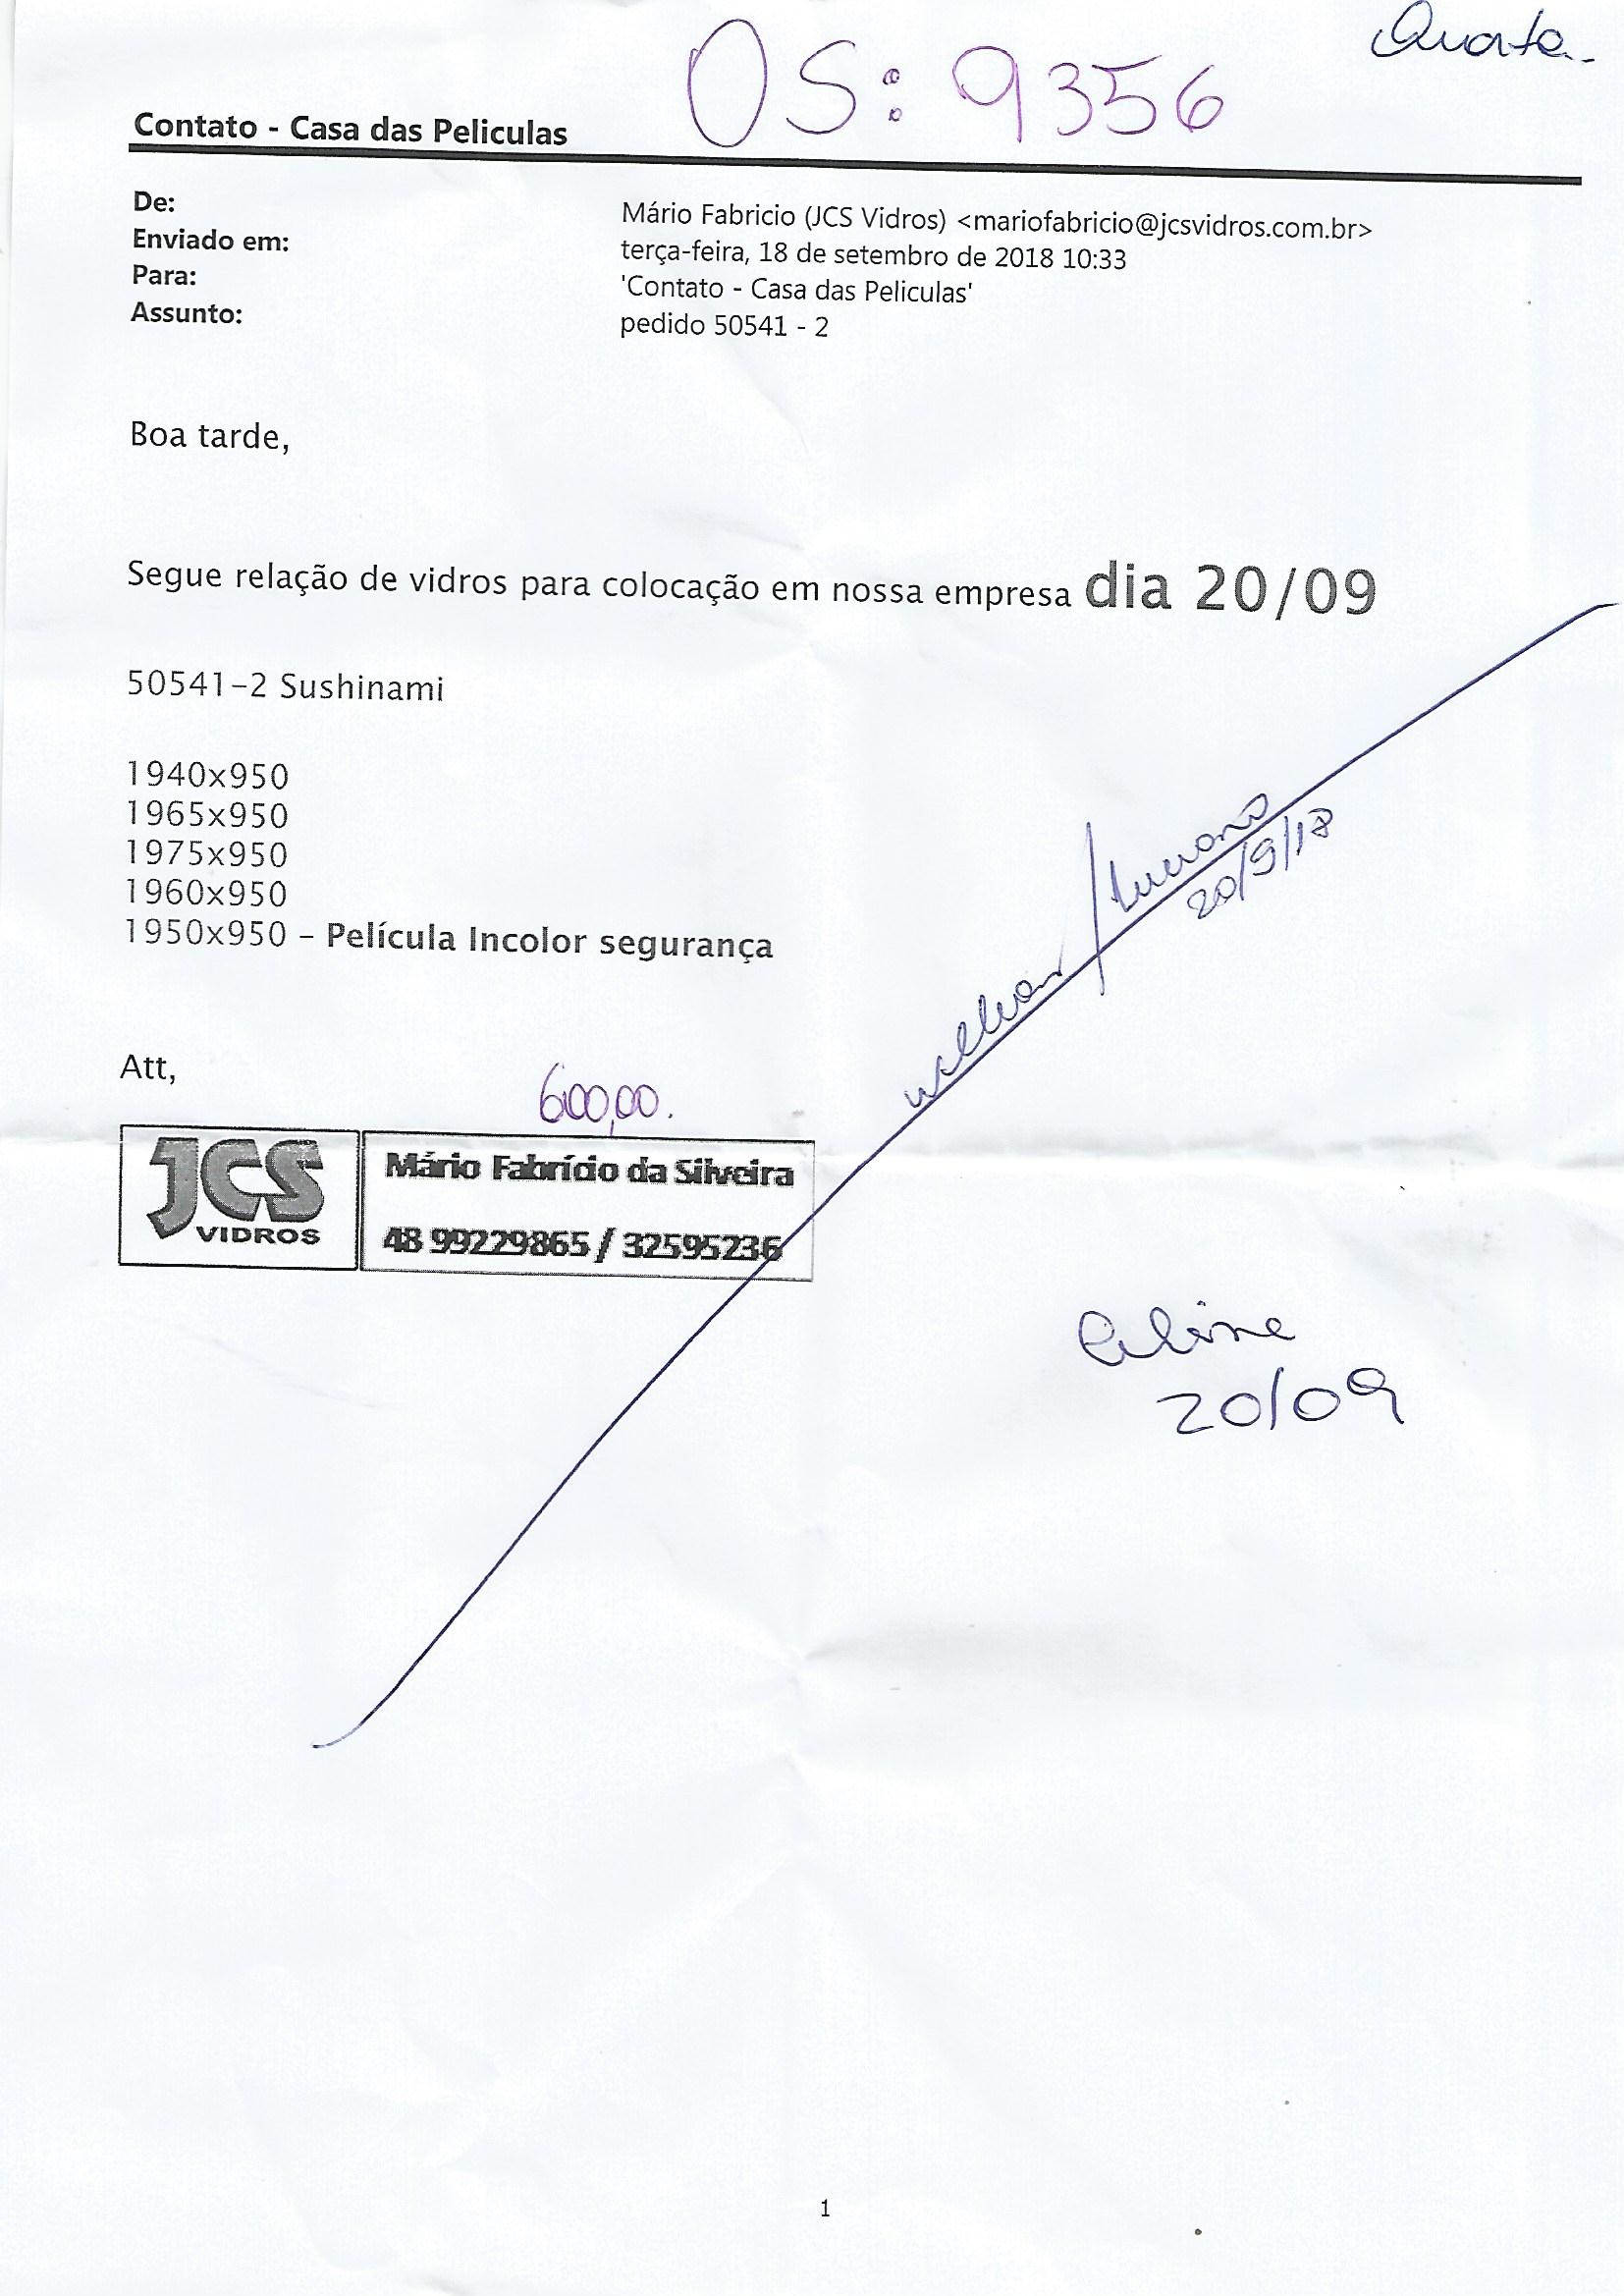 Quarta
OS: 9356
Contato - Casa das Peliculas
De: Mário Fabricio (JCS Vidros) <mariofabricio@jcsvidros.com.br>
Enviado em: terça-feira, 18 de setembro de 2018 10:33
Para: 'Contato - Casa das Peliculas'
Assunto: pedido 50541 - 2
Boa tarde,
Segue relação de vidros para colocação em nossa empresa dia 20/09
50541-2 Sushinami
1940x950
1965x950
1975x950
1960x950
1950x950 - Película Incolor segurança
Luciano
20/9/18
Att,
600,00.
JCS
VIDROS
Mário Fabrício da Silveira
48 99229865 / 32595236
20/09
1